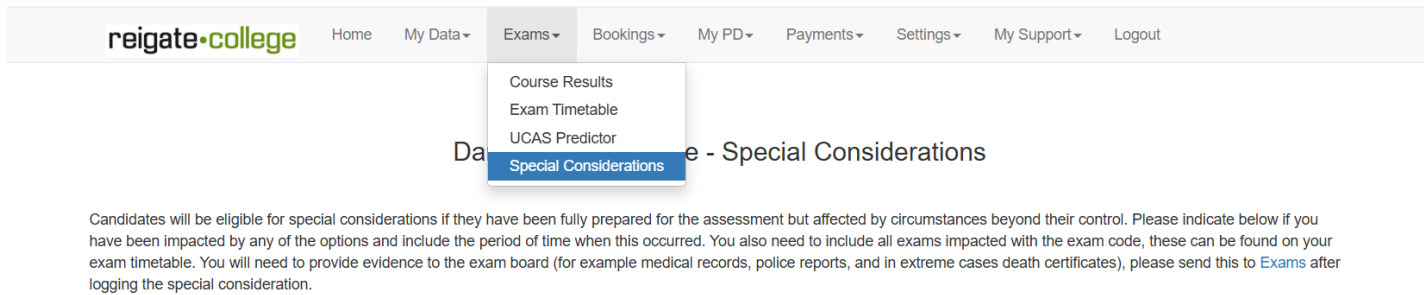 reigate•college Home My Data Exams Bookings My PD Payments Settings My Support Logout
Course Results
Exam Timetable
UCAS Predictor
Special Considerations
- Special Considerations
Candidates will be eligible for special considerations if they have been fully prepared for the assessment but affected by circumstances beyond their control. Please indicate below if you
have been impacted by any of the options and include the period of time when this occurred. You also need to include all exams impacted with the exam code, these can be found on your
exam timetable. You will need to provide evidence to the exam board (for example medical records, police reports, and in extreme cases death certificates), please send this to Exams after
logging the special consideration.